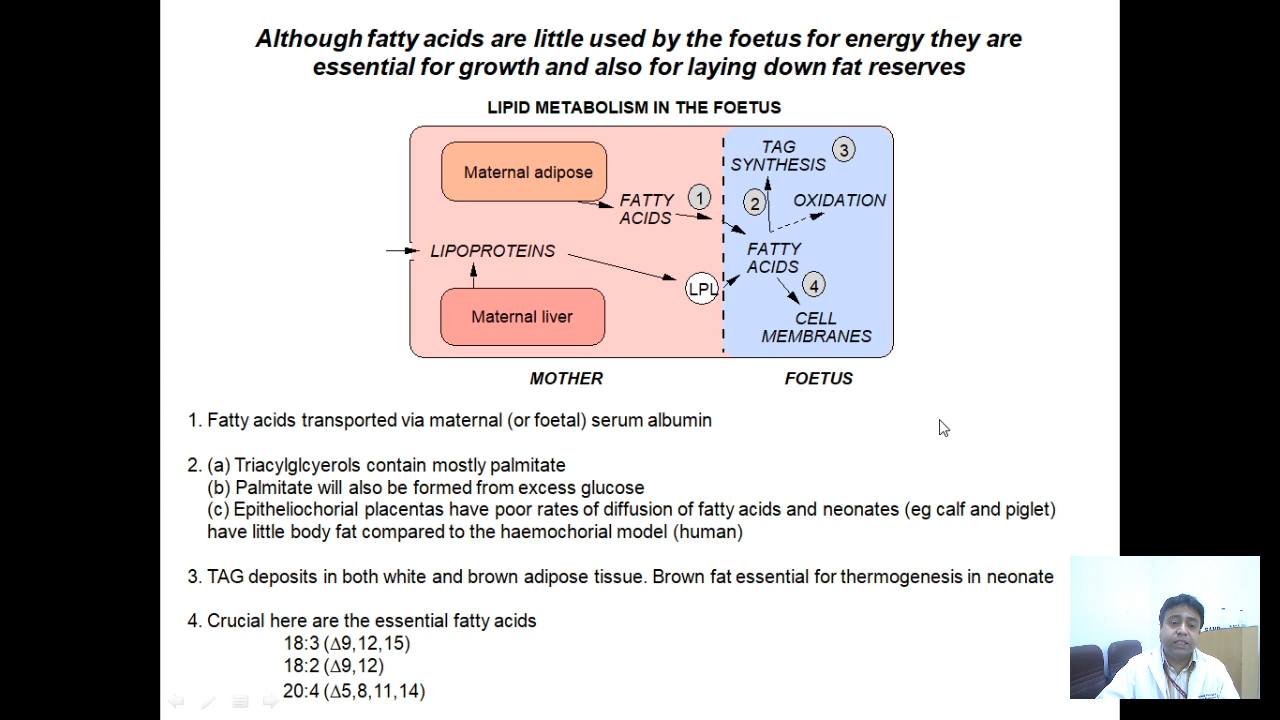 Although fatty acids are little used by the foetus for energy they are
essential for growth and also for laying down fat reserves
LIPID METABOLISM IN THE FOETUS
Maternal adipose
FATTY
ACIDS
1
LIPOPROTEINS
LPL
Maternal liver
TAG
SYNTHESIS
3
2
OXIDATION
FATTY
ACIDS
4
CELL
MEMBRANES
MOTHER
FOETUS
1. Fatty acids transported via maternal (or foetal) serum albumin
2. (a) Triacylglcyerols contain mostly palmitate
(b) Palmitate will also be formed from excess glucose
(c) Epitheliochorial placentas have poor rates of diffusion of fatty acids and neonates (eg calf and piglet)
have little body fat compared to the haemochorial model (human)
3. TAG deposits in both white and brown adipose tissue. Brown fat essential for thermogenesis in neonate
4. Crucial here are the essential fatty acids
18:3 (Δ9,12,15)
18:2 (Δ9,12)
20:4 (Δ5,8,11,14)